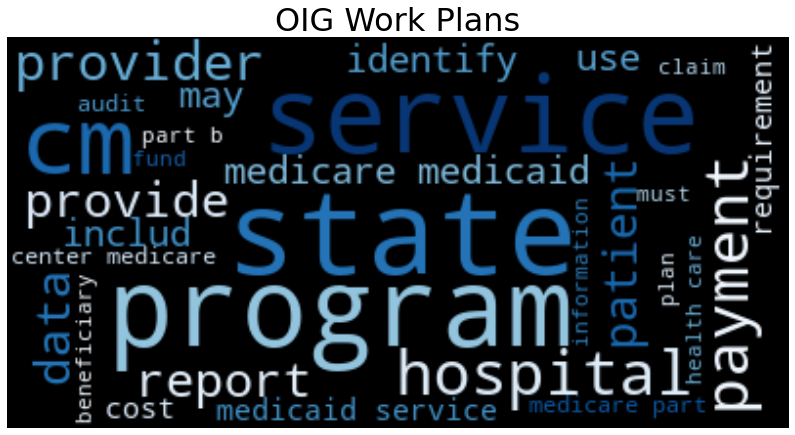 OIG Work Plans
provider
identify
use
claim
audit
may
service
requirement
cm
part b
fund
medicare medicaid
patient
payment
provide
must
includ
state
information
center medicare
plan
health care
data
beneficiary
program
report
hospital
cost
medicaid service
medicare part